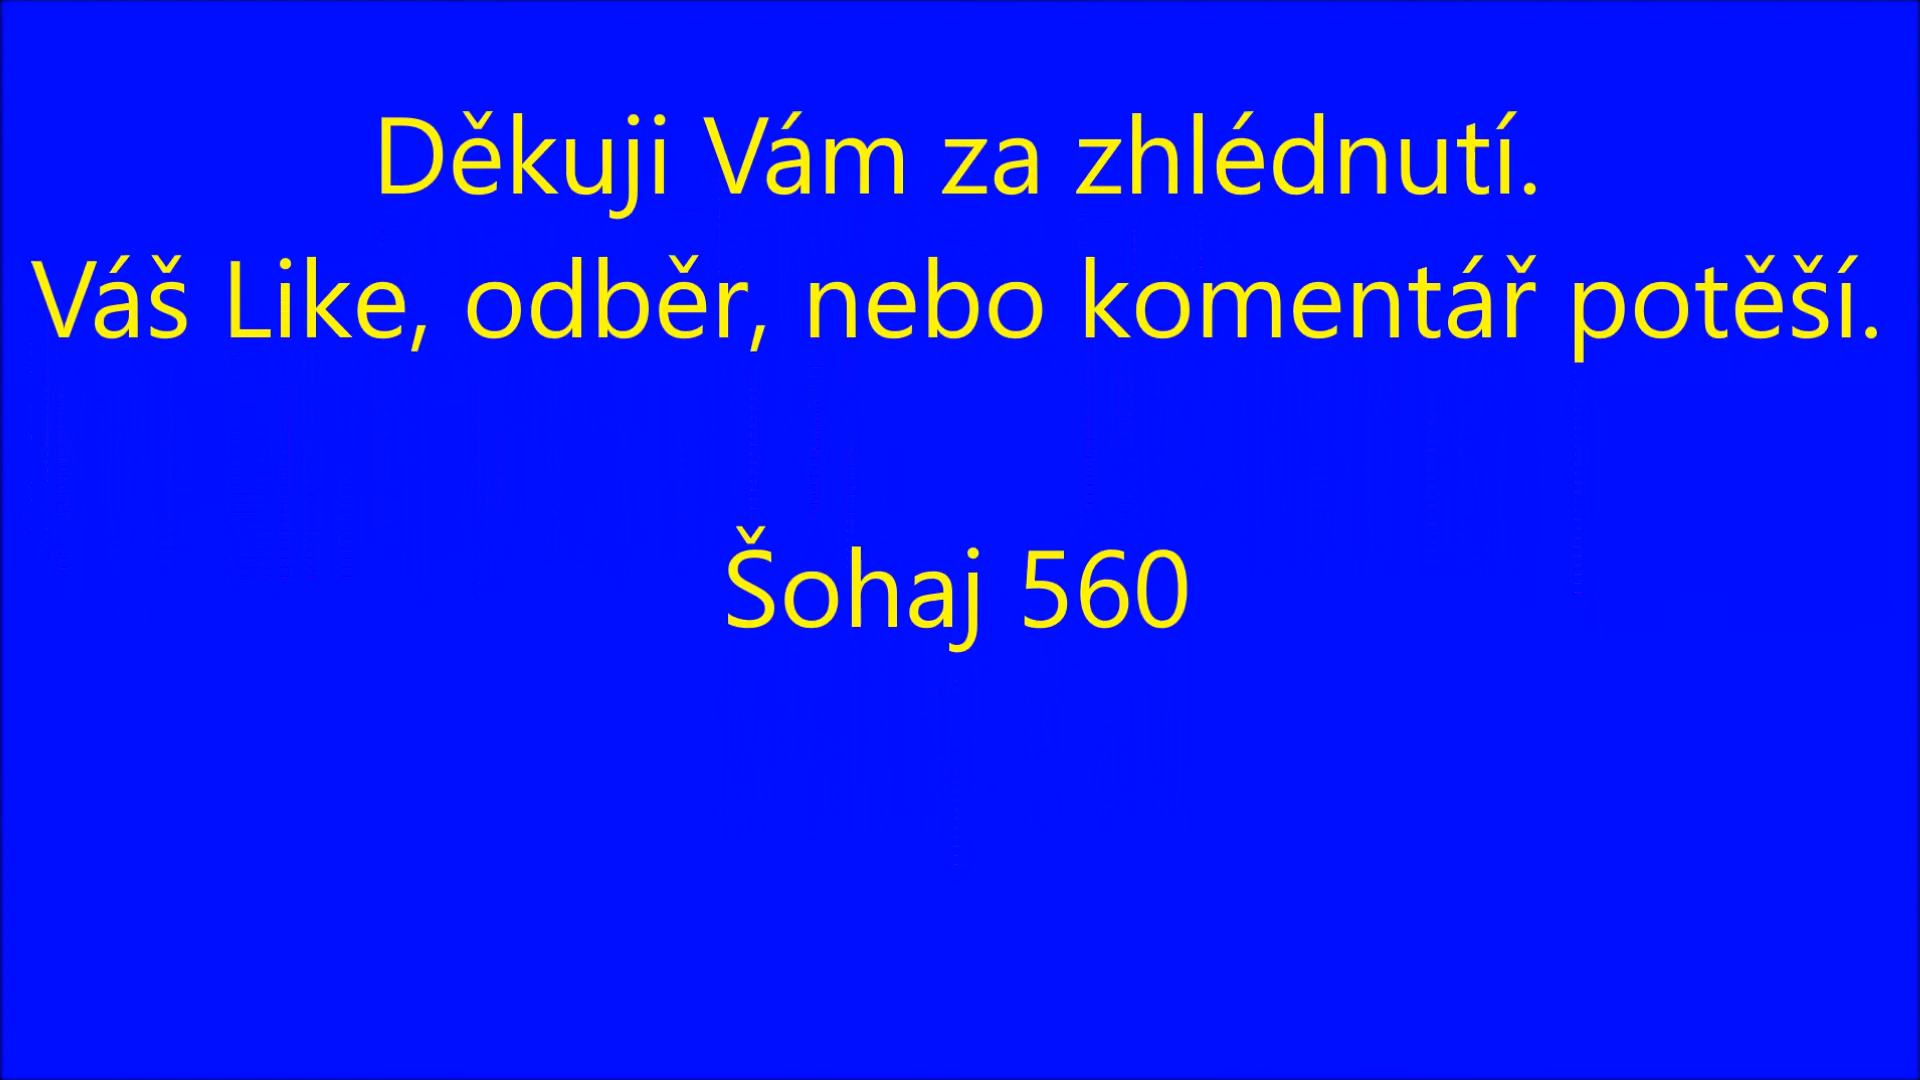 Děkuji Vám za zhlédnutí.
Váš Like, odběr, nebo komentář potěší.
Šohaj 560